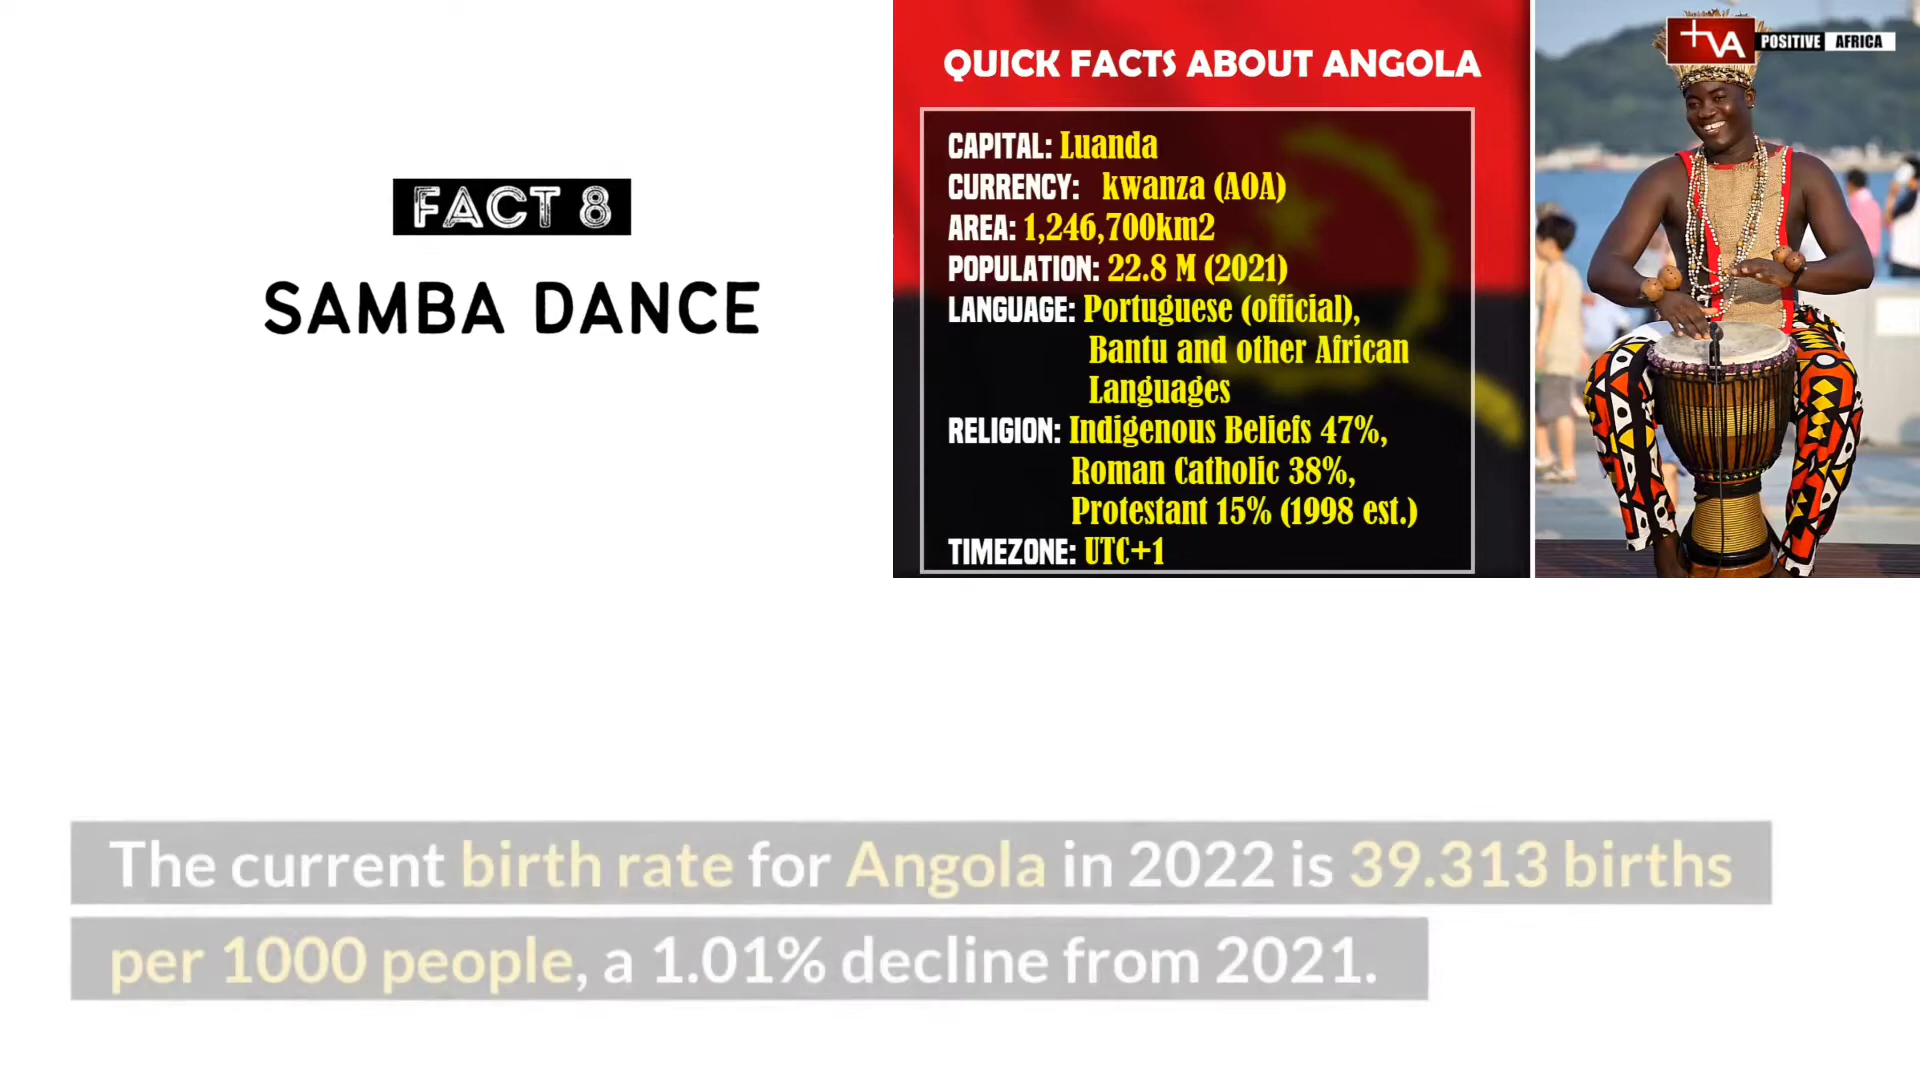 FACT 8
SAMBA DANCE
QUICK FACTS ABOUT ANGOLA
CAPITAL: Luanda
CURRENCY: kwanza (AOA)
AREA: 1,246,700km2
POPULATION: 22.8 M (2021)
LANGUAGE: Portuguese (official),
Bantu and other African
Languages
RELIGION: Indigenous Beliefs 47%,
Roman Catholic 38%,
Protestant 15% (1998 est.)
TIMEZONE: UTC+1
+VA POSITIVE AFRICA
The current birth rate for Angola in 2022 is 39.313 births
per 1000 people, a 1.01% decline from 2021.